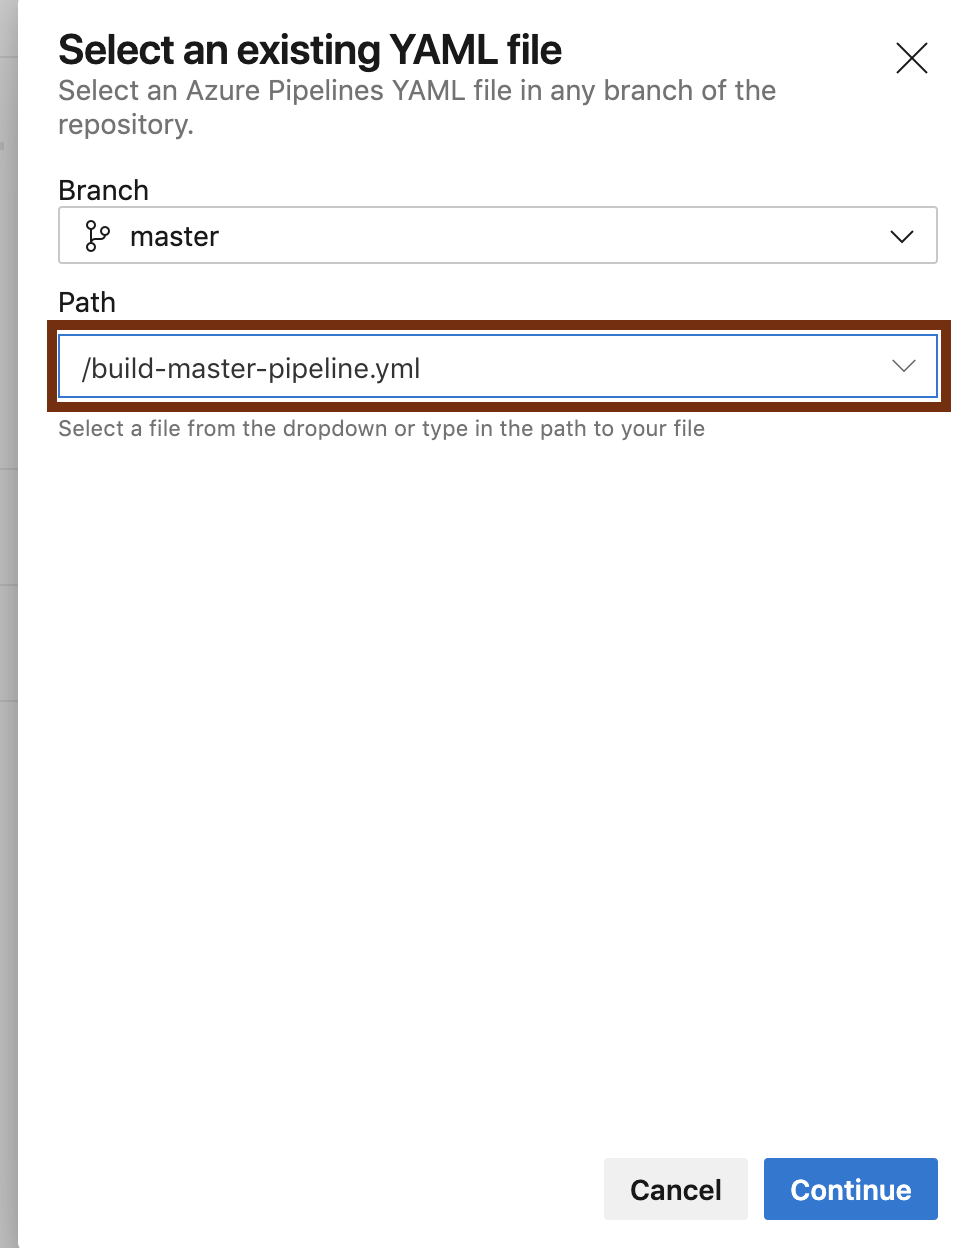 Select an existing YAML file
Select an Azure Pipelines YAML file in any branch of the
repository.
Branch
master
Path
/build-master-pipeline.yml
Select a file from the dropdown or type in the path to your file
Cancel
Continue